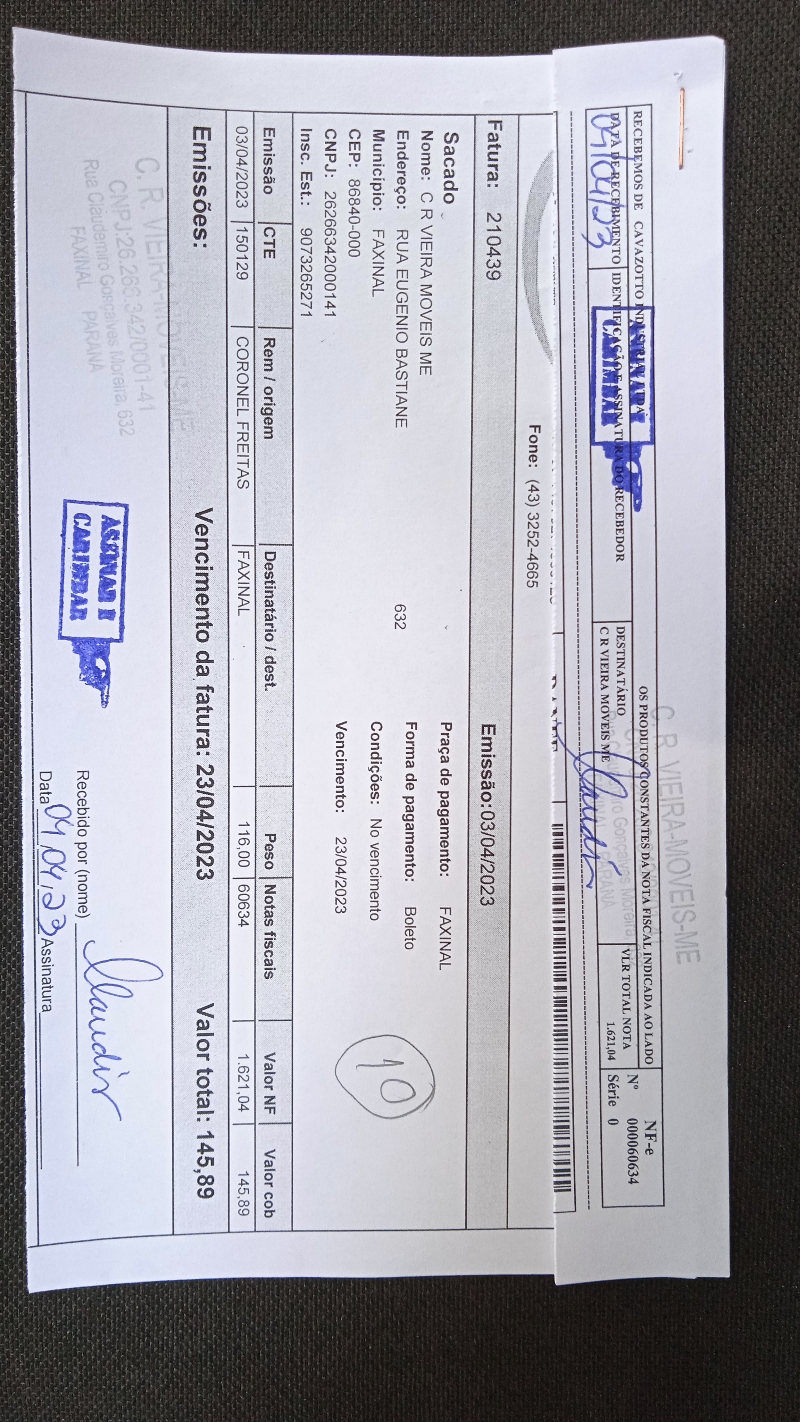 RECEBEMOS DE CAVAZOTTO INDUSTRIA LTDA OS PRODUTOS CONSTANTES DA NOTA FISCAL INDICADA AO LADO
DATA DE RECEBIMENTO IDENTIFICAÇÃO E ASSINATURA DO RECEBEDOR
04/04/23
ASSINAR E
CARIMBAR
DESTINATÁRIO
C R VIEIRA MOVEIS ME
VLR TOTAL NOTA
1.621,04
NF-e
Nº 000060634
Série 0
C. R. VIEIRA-MOVEIS-ME
Claudir
Fone: (43) 3252-4665
Fatura: 210439 Emissão:03/04/2023
Sacado
Nome: C R VIEIRA MOVEIS ME
Endereço: RUA EUGENIO BASTIANE 632
Municipio: FAXINAL
CEP: 86840-000
CNPJ: 26266342000141
Insc. Est.: 9073265271
Praça de pagamento: FAXINAL
Forma de pagamento: Boleto
Condições: No vencimento
Vencimento: 23/04/2023
10
Emissão CTE Rem / origem Destinatário / dest. Peso Notas fiscais Valor NF Valor cob
03/04/2023 150129 CORONEL FREITAS FAXINAL 116,00 60634 1.621,04 145,89
Emissões: Vencimento da fatura: 23/04/2023 Valor total: 145,89
C. R. VIEIRA-MOVEIS-ME
CNPJ:26.266.342/0001-41
Rua Claudemiro Gonçalves Moreira, 632
FAXINAL PARANÁ
ASSINAR E
CARIMBAR
Recebido por (nome) Claudir
Data 04/04/23 Assinatura